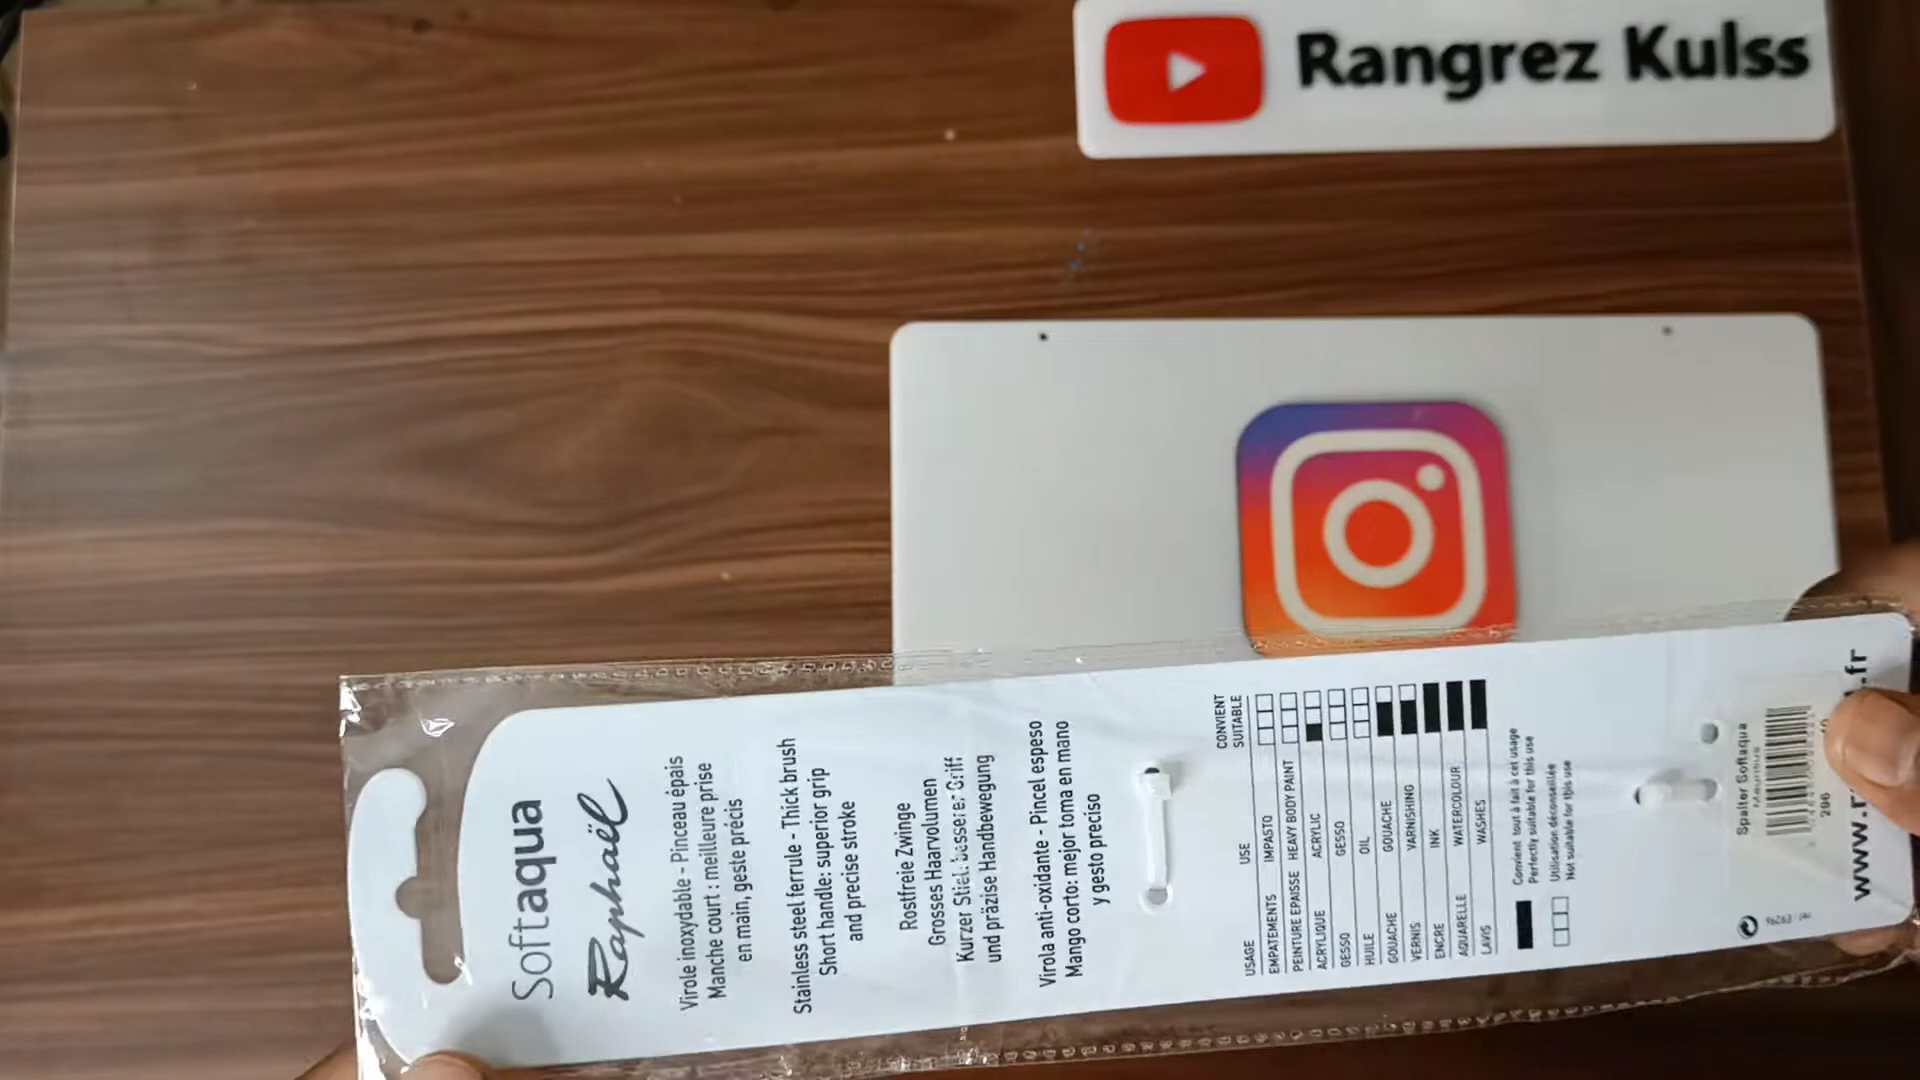 Rangrez Kulss
Softaqua
Raphaël
Virole inoxydable - Pinceau épais
Manche court : meilleure prise
en main, geste précis
Stainless steel ferrule - Thick brush
Short handle: superior grip
and precise stroke
Rostfreie Zwinge
Grosses Haarvolumen
Kurzer Stiel: besserer Griff
und präzise Handbewegung
Virola anti-oxidante - Pincel espeso
Mango corto: mejor toma en mano
y gesto preciso
CONVIENT
SUITABLE
USAGE USE
EMPATEMENTS IMPASTO
PEINTURE EPAISSE HEAVY BODY PAINT
ACRYLIQUE ACRYLIC
GESSO GESSO
HUILE OIL
GOUACHE GOUACHE
VERNIS VARNISHING
ENCRE INK
AQUARELLE WATERCOLOUR
LAVIS WASHES
Convient tout à fait à cet usage
Perfectly suitable for this use
Utilisation déconseillée
Not suitable for this use
Spalter Softaqua
296
www. .fr